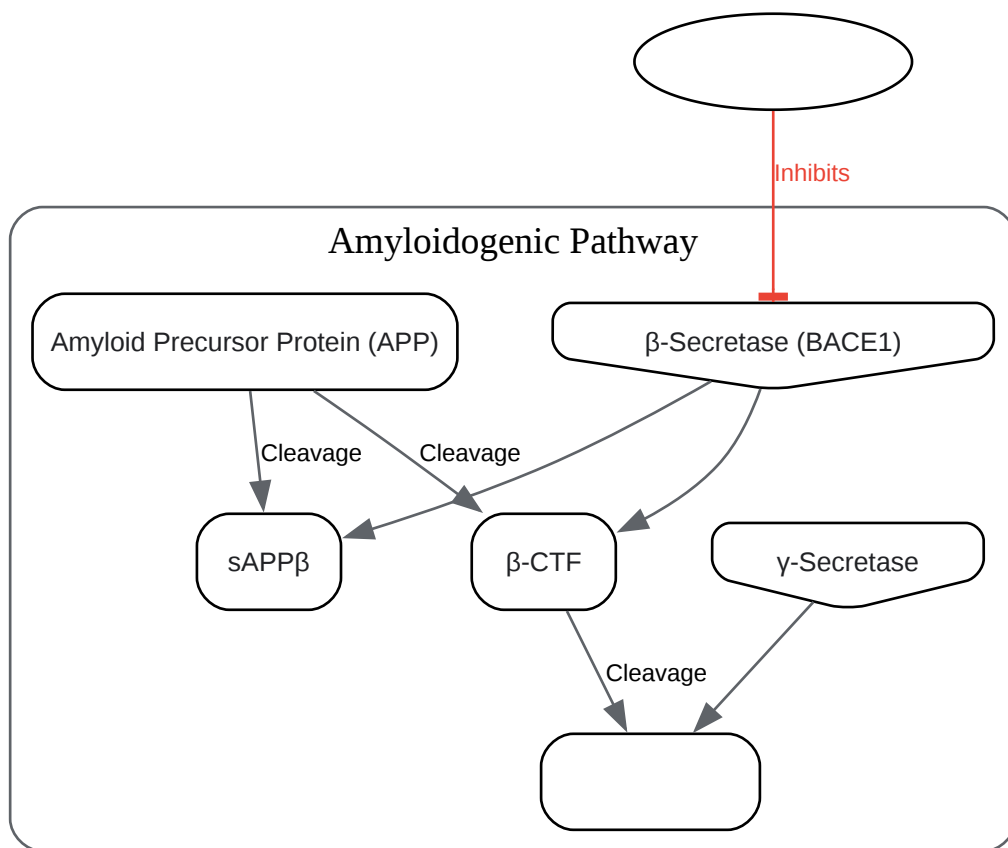 Inhibits
Amyloidogenic Pathway
Amyloid Precursor Protein (APP)
β-Secretase (BACE1)
Cleavage
Cleavage
sAPPβ
β-CTF
γ-Secretase
Cleavage